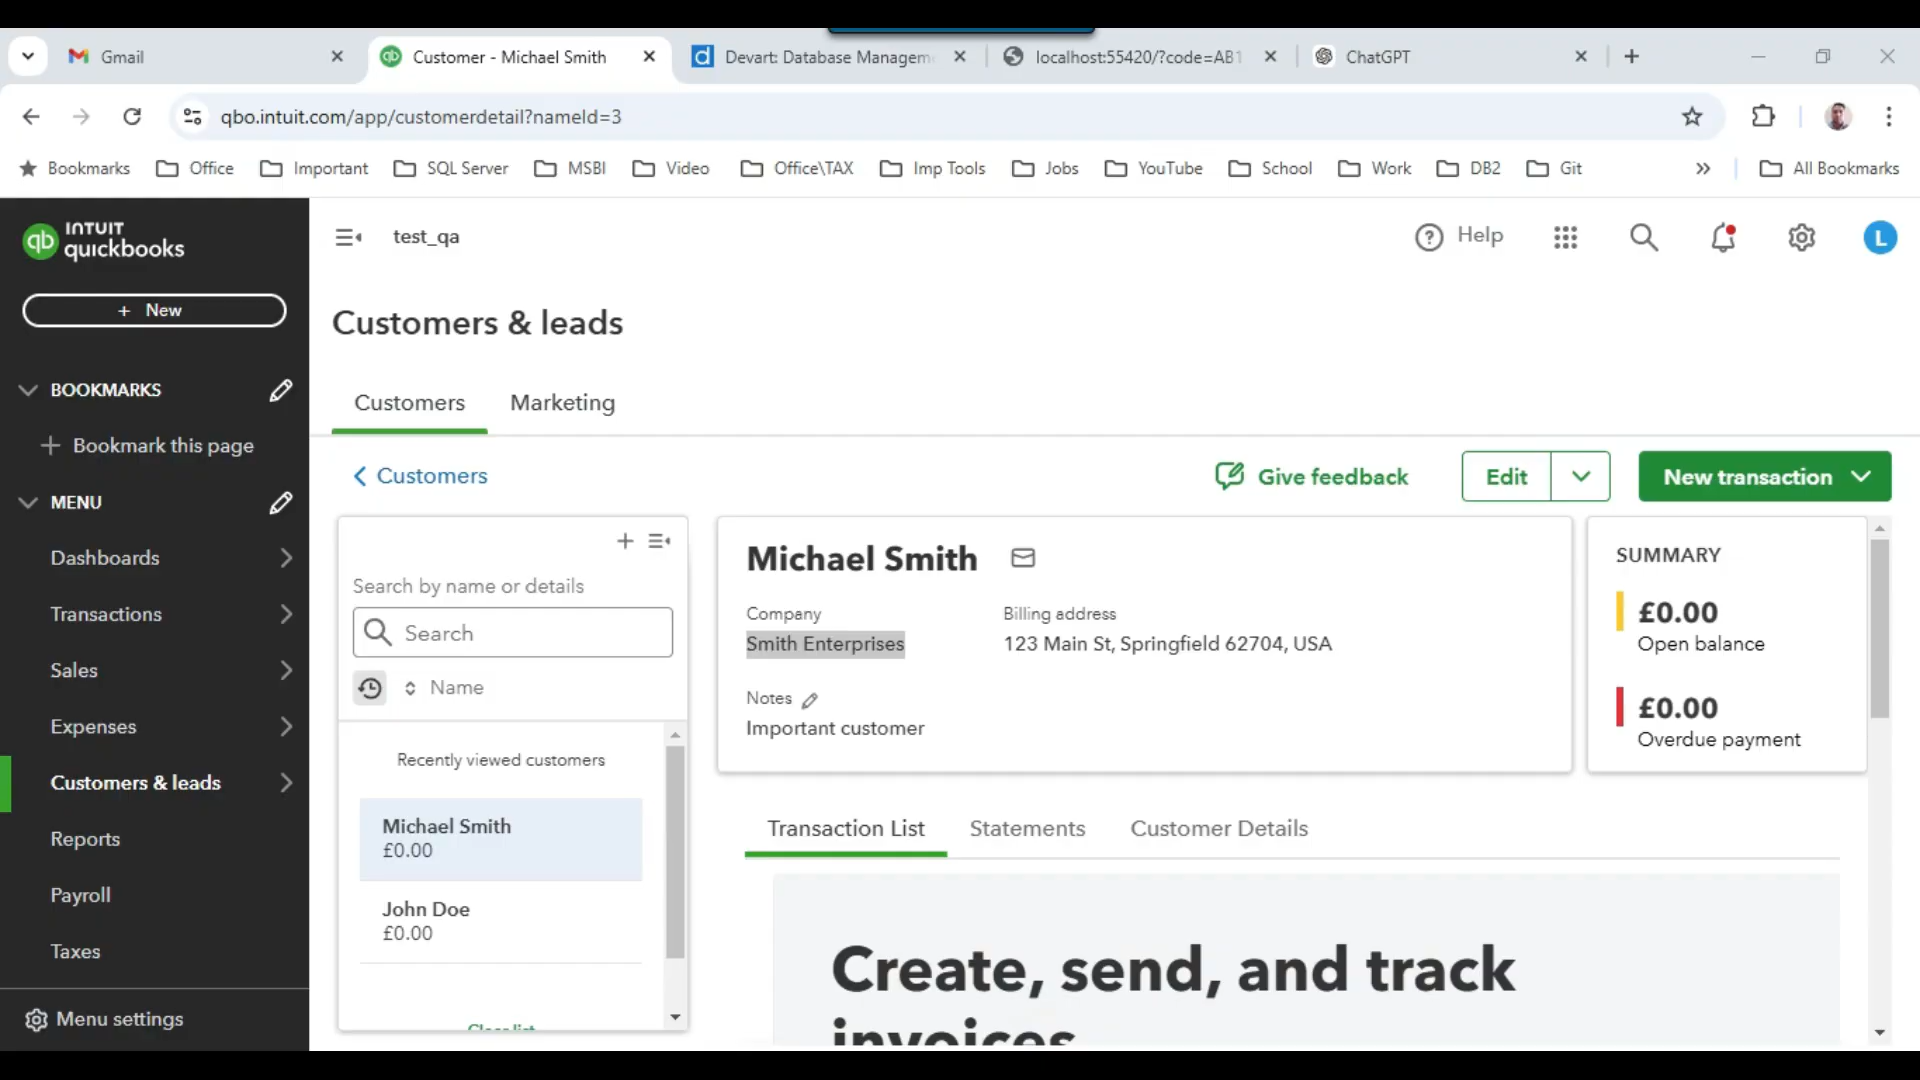 Gmail
Customer - Michael Smith
Devart: Database Managem
localhost:55420/?code=AB1
ChatGPT
qbo.intuit.com/app/customerdetail?nameId=3
Bookmarks
Office
Important
SQL Server
MSBI
Video
Office\TAX
Imp Tools
Jobs
YouTube
School
Work
DB2
Git
All Bookmarks
qb INTUIT
quickbooks
test_qa
Help
L
+ New
Customers & leads
BOOKMARKS
Bookmark this page
MENU
Dashboards
Transactions
Sales
Expenses
Customers & leads
Reports
Payroll
Taxes
Menu settings
Customers
Marketing
Customers
Give feedback
Edit
New transaction
Search by name or details
Search
Name
Recently viewed customers
Michael Smith
£0.00
John Doe
£0.00
Clear list
Michael Smith
Company
Smith Enterprises
Billing address
123 Main St, Springfield 62704, USA
Notes
Important customer
SUMMARY
£0.00
Open balance
£0.00
Overdue payment
Transaction List
Statements
Customer Details
Create, send, and track
invoices